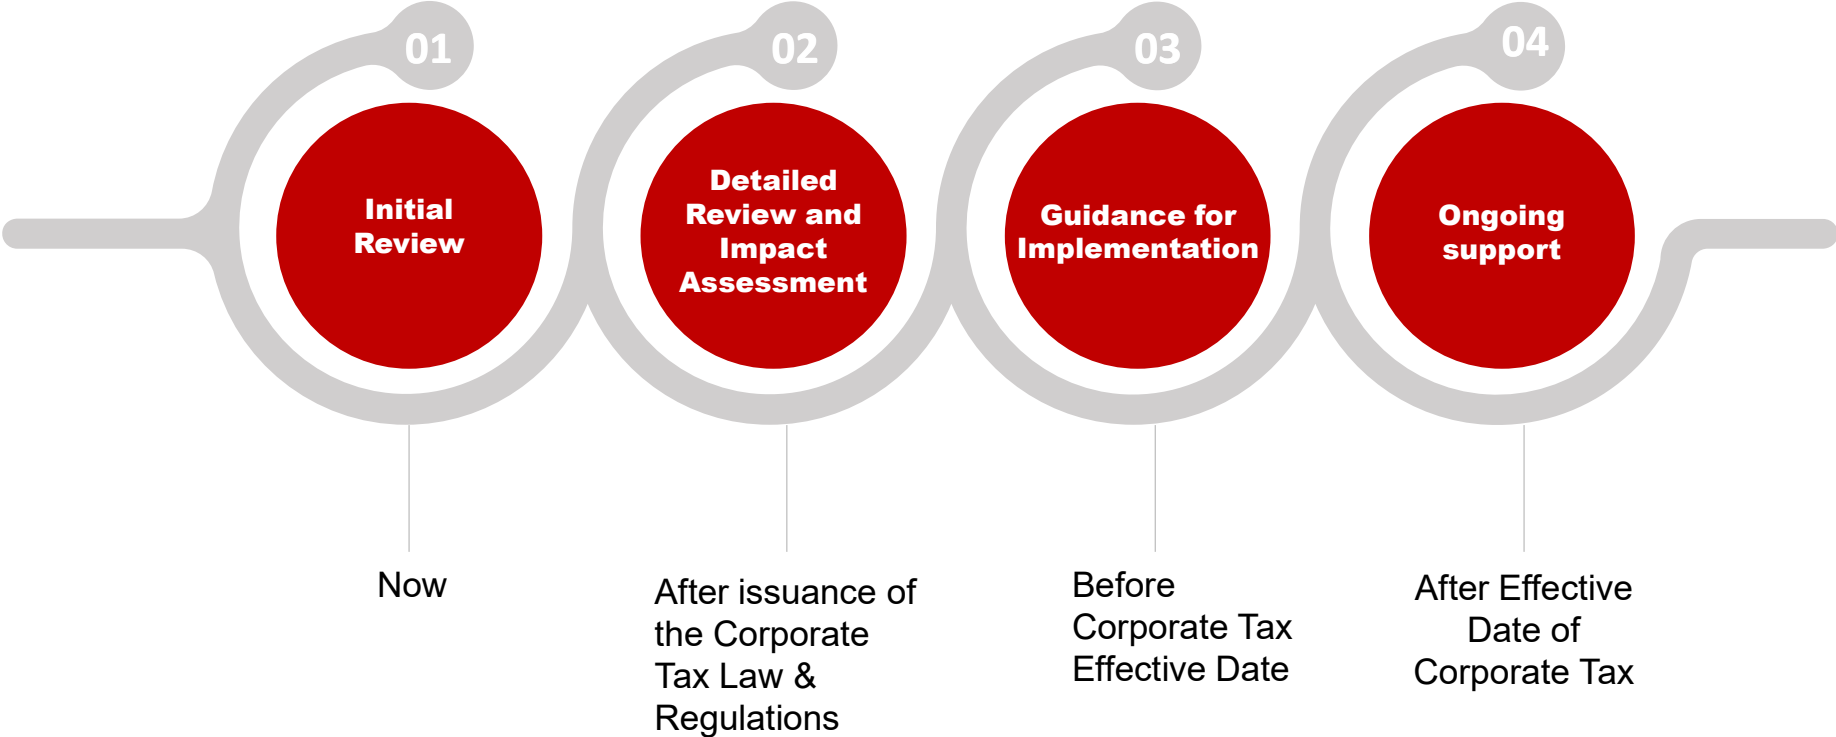 01
02
03
04
Initial
Review
Detailed
Review and
Impact
Assessment
Guidance for
Implementation
Ongoing
support
Now
After issuance of
the Corporate
Tax Law &
Regulations
Before
Corporate Tax
Effective Date
After Effective
Date of
Corporate Tax